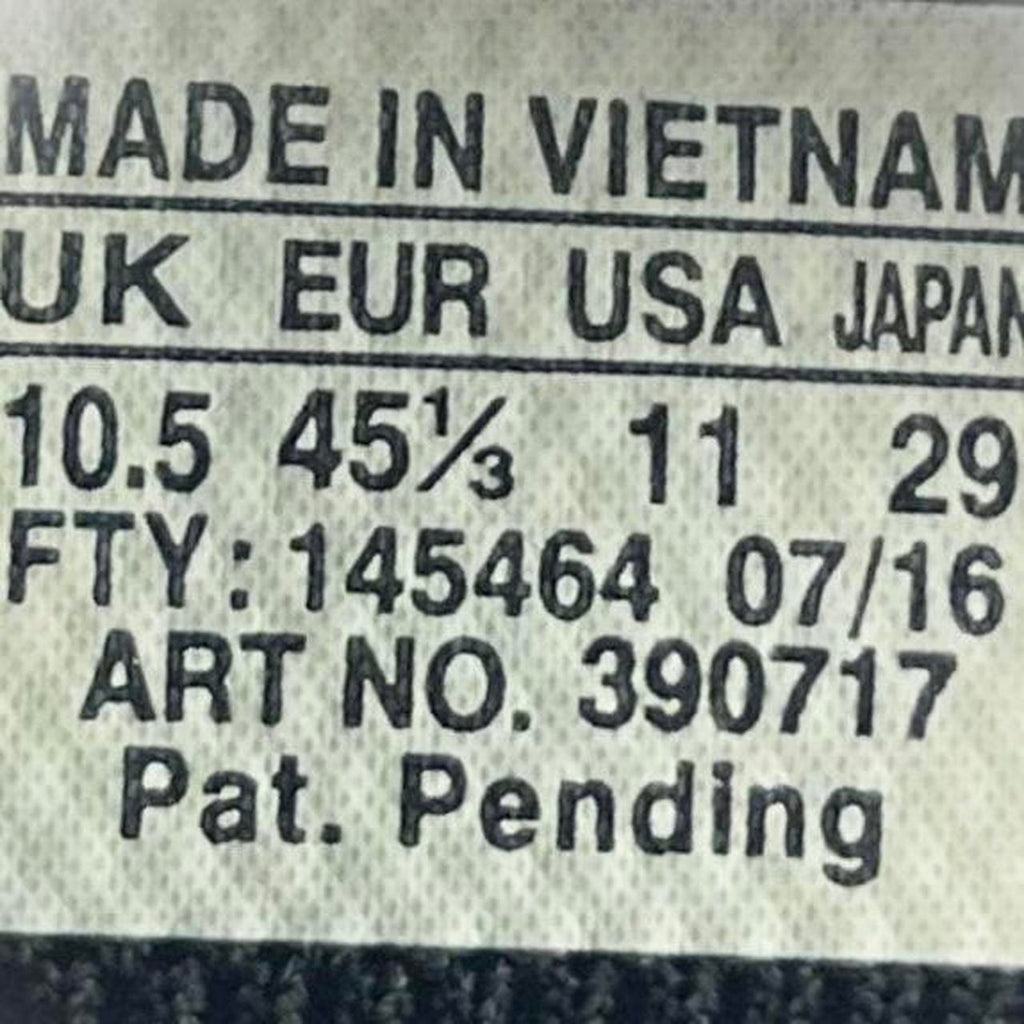 MADE IN VIETNAM
UK EUR USA JAPAN
10.5 45⅓ 11 29
FTY: 145464 07/16
ART NO. 390717
Pat. Pending